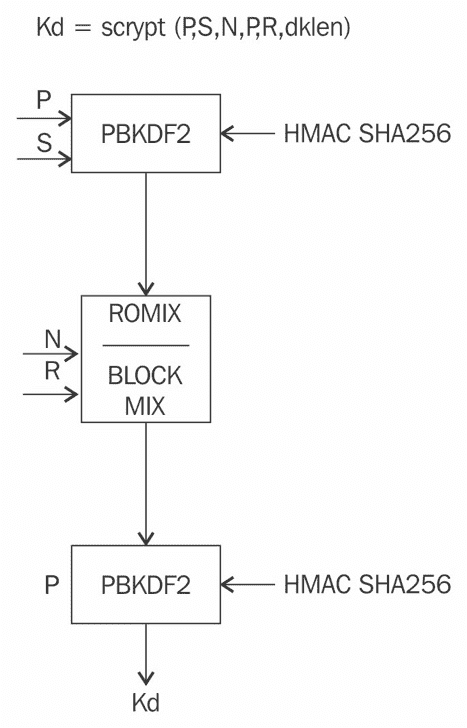 Kd = scrypt (P,S,N,P,R,dklen)
P
S
PBKDF2
HMAC SHA256
ROMIX
N
R
BLOCK
MIX
P
PBKDF2
HMAC SHA256
Kd